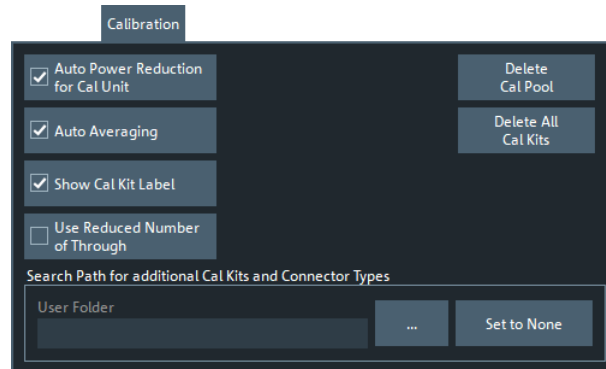 Calibration
Auto Power Reduction
for Cal Unit
Delete
Cal Pool
Auto Averaging
Delete All
Cal Kits
Show Cal Kit Label
Use Reduced Number
of Through
Search Path for additional Cal Kits and Connector Types
User Folder
...
Set to None